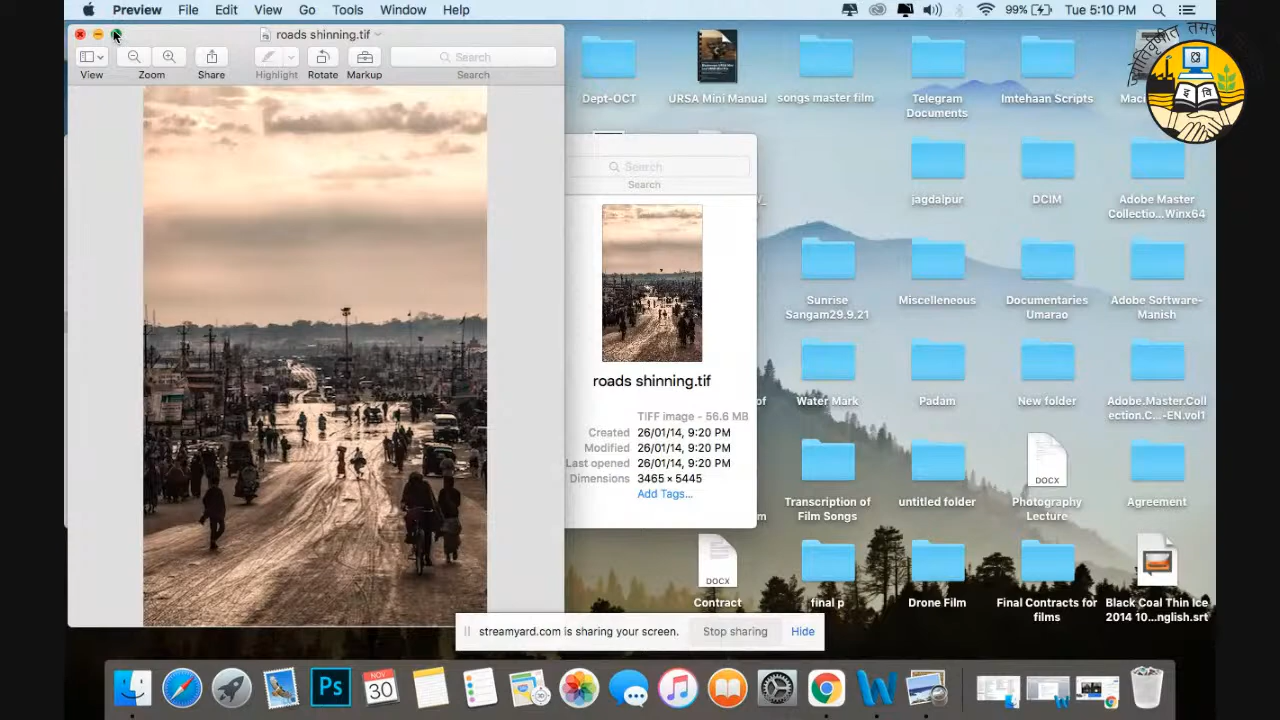 Preview File Edit View Go Tools Window Help
99% Tue 5:10 PM
roads shinning.tif
View Zoom Share Highlight Rotate Markup Search
Search
Search
Search
roads shinning.tif
TIFF image - 56.6 MB
Created 26/01/14, 9:20 PM
Modified 26/01/14, 9:20 PM
Last opened 26/01/14, 9:20 PM
Dimensions 3465 × 5445
Add Tags...
Dept-OCT
URSA Mini Manual
songs master film
Telegram
Documents
Imtehaan Scripts
jagdalpur
DCIM
Adobe Master
Collectio...Winx64
Sunrise
Sangam29.9.21
Miscellaneous
Documentaries
Umarao
Adobe Software-
Manish
Water Mark
Padam
New folder
Adobe.Master.Coll
ection.C...-EN.vol1
Transcription of
Film Songs
untitled folder
DOCX
Photography
Lecture
Agreement
DOCX
Contract
final p
Drone Film
Final Contracts for
films
Black Coal Thin Ice
2014 10...nglish.srt
streamyard.com is sharing your screen.
Stop sharing
Hide
Ps
NOV
30